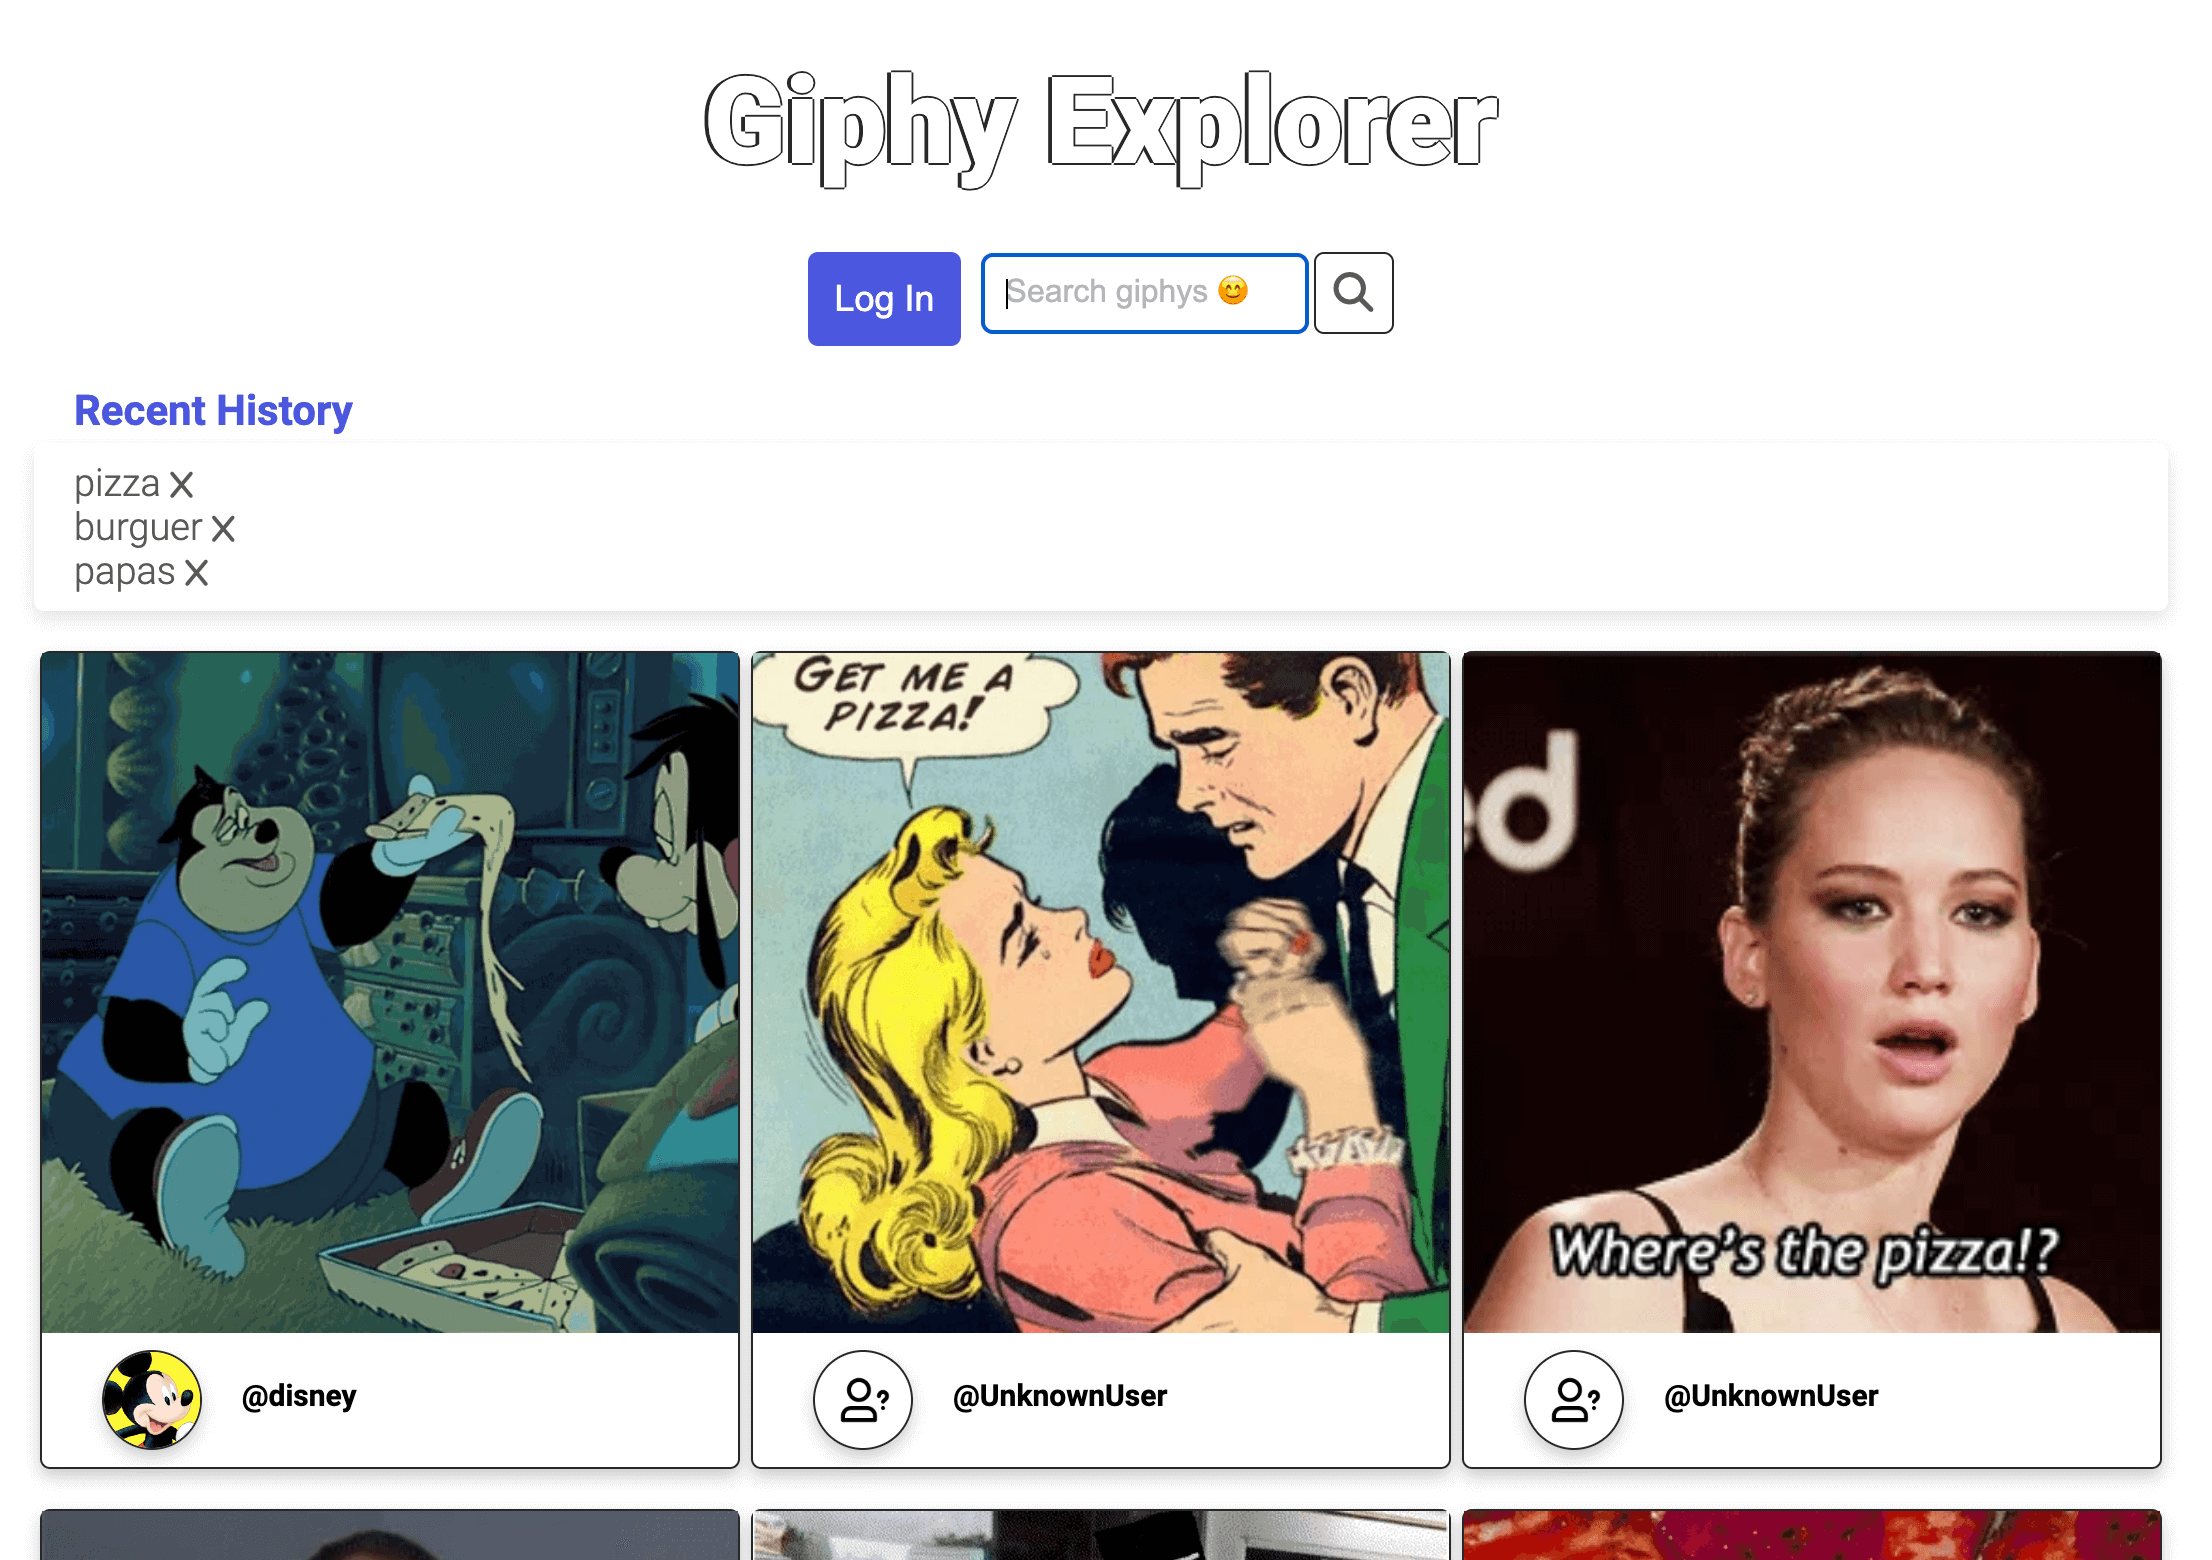 Giphy Explorer
Log In
Search giphys 😊
Recent History
pizza X
burguer X
papas X
GET ME A
PIZZA!
ed
Where's the pizza!?
@disney
@UnknownUser
@UnknownUser